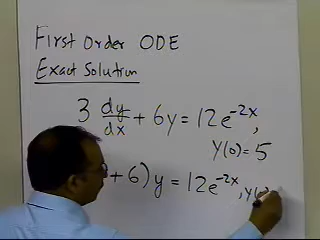 First Order ODE
Exact Solution
3 dy/dx + 6y = 12e^-2x,
y(0) = 5
+ 6) y = 12e^-2x, y(0)